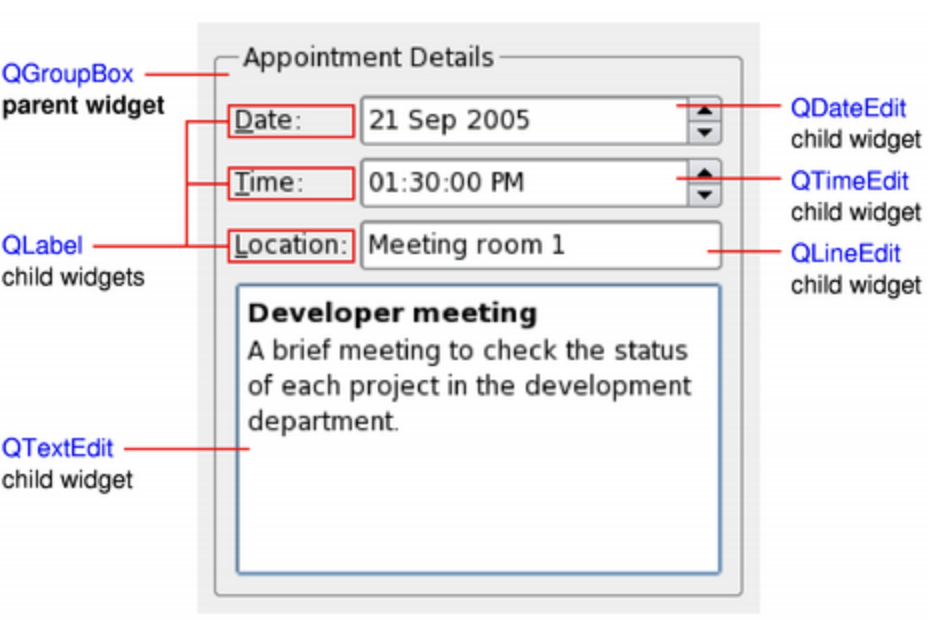 Appointment Details
QGroupBox
parent widget
Date:
21 Sep 2005
QDateEdit
child widget
Time:
01:30:00 PM
QTimeEdit
child widget
QLabel
child widgets
Location:
Meeting room 1
QLineEdit
child widget
Developer meeting
A brief meeting to check the status
of each project in the development
department.
QTextEdit
child widget